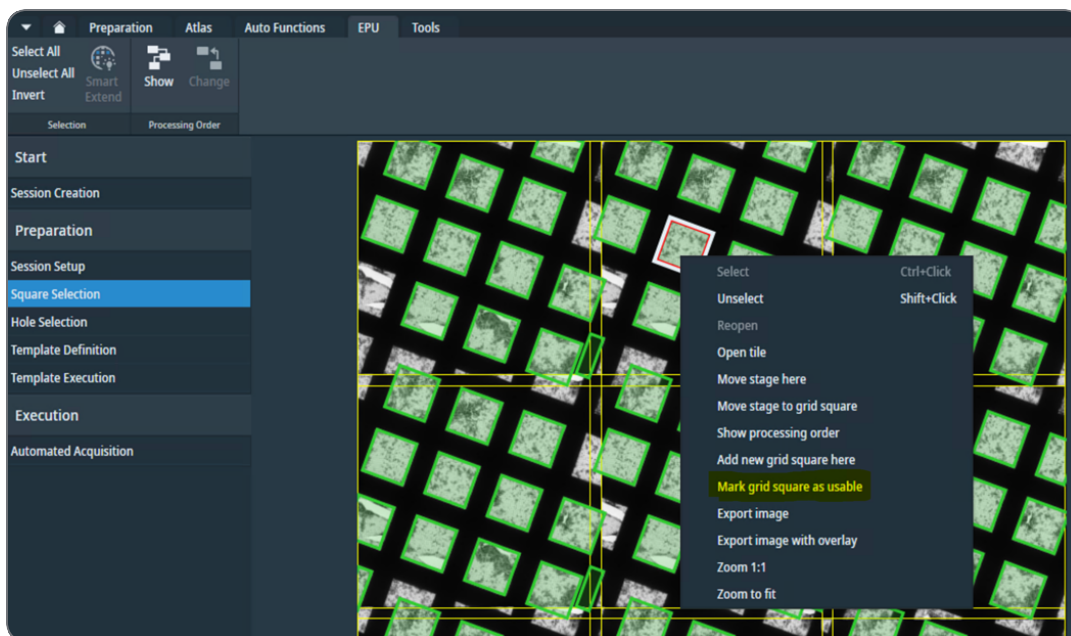 Preparation Atlas Auto Functions EPU Tools
Select All
Unselect All
Invert
Smart
Extend
Show
Change
Selection
Processing Order
Start
Session Creation
Preparation
Session Setup
Square Selection
Hole Selection
Template Definition
Template Execution
Execution
Automated Acquisition
Select Ctrl+Click
Unselect Shift+Click
Reopen
Open tile
Move stage here
Move stage to grid square
Show processing order
Add new grid square here
Mark grid square as usable
Export image
Export image with overlay
Zoom 1:1
Zoom to fit